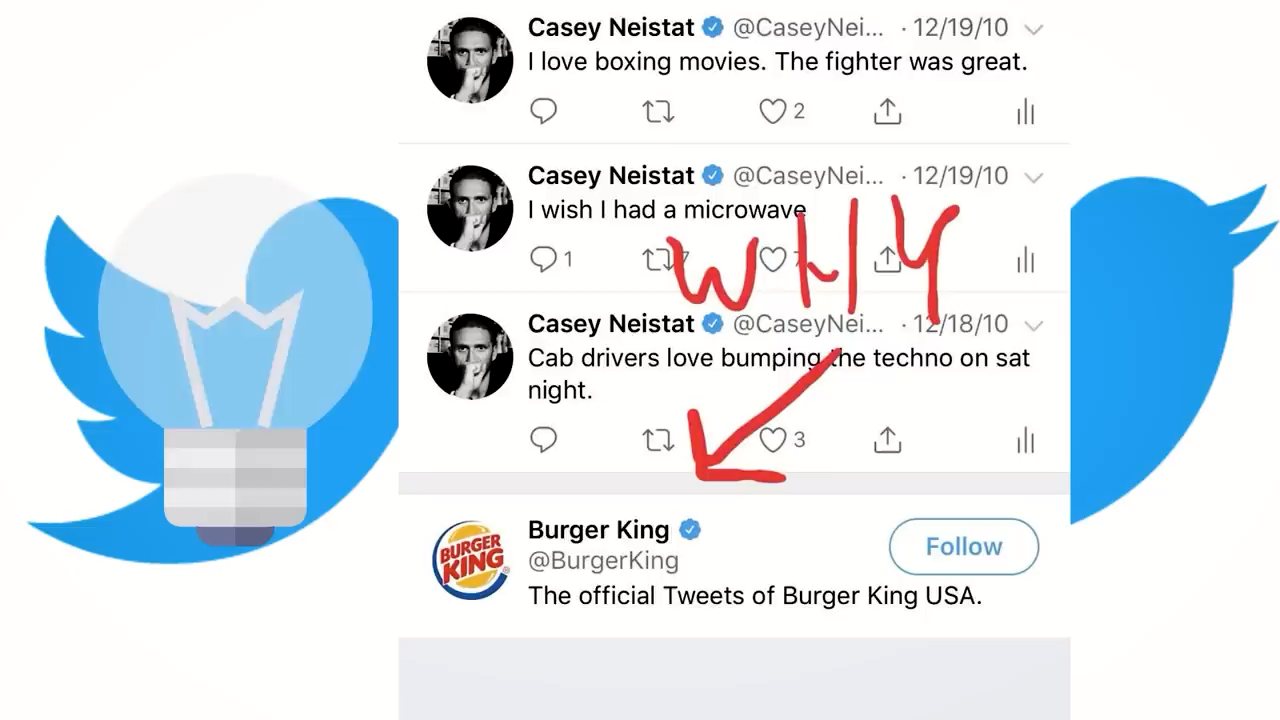 Casey Neistat @CaseyNei... · 12/19/10
I love boxing movies. The fighter was great.
2
Casey Neistat @CaseyNei... · 12/19/10
I wish I had a microwave
1 7 7
WHY
Casey Neistat @CaseyNei... · 12/18/10
Cab drivers love bumping the techno on sat
night.
3
Burger King
@BurgerKing
Follow
The official Tweets of Burger King USA.
BURGER
KING
®